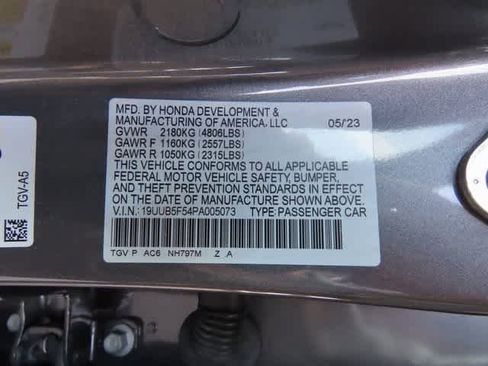 MFD. BY HONDA DEVELOPMENT &
MANUFACTURING OF AMERICA, LLC 05/23
GVWR 2180KG (4806LBS)
GAWR F 1160KG (2557LBS)
GAWR R 1050KG (2315LBS)
THIS VEHICLE CONFORMS TO ALL APPLICABLE
FEDERAL MOTOR VEHICLE SAFETY, BUMPER,
AND THEFT PREVENTION STANDARDS IN EFFECT
ON THE DATE OF MANUFACTURE SHOWN ABOVE.
V.I.N.: 19UUB5F54PA005073 TYPE PASSENGER CAR
TGV P AC6 NH797M Z A
TGV-A5